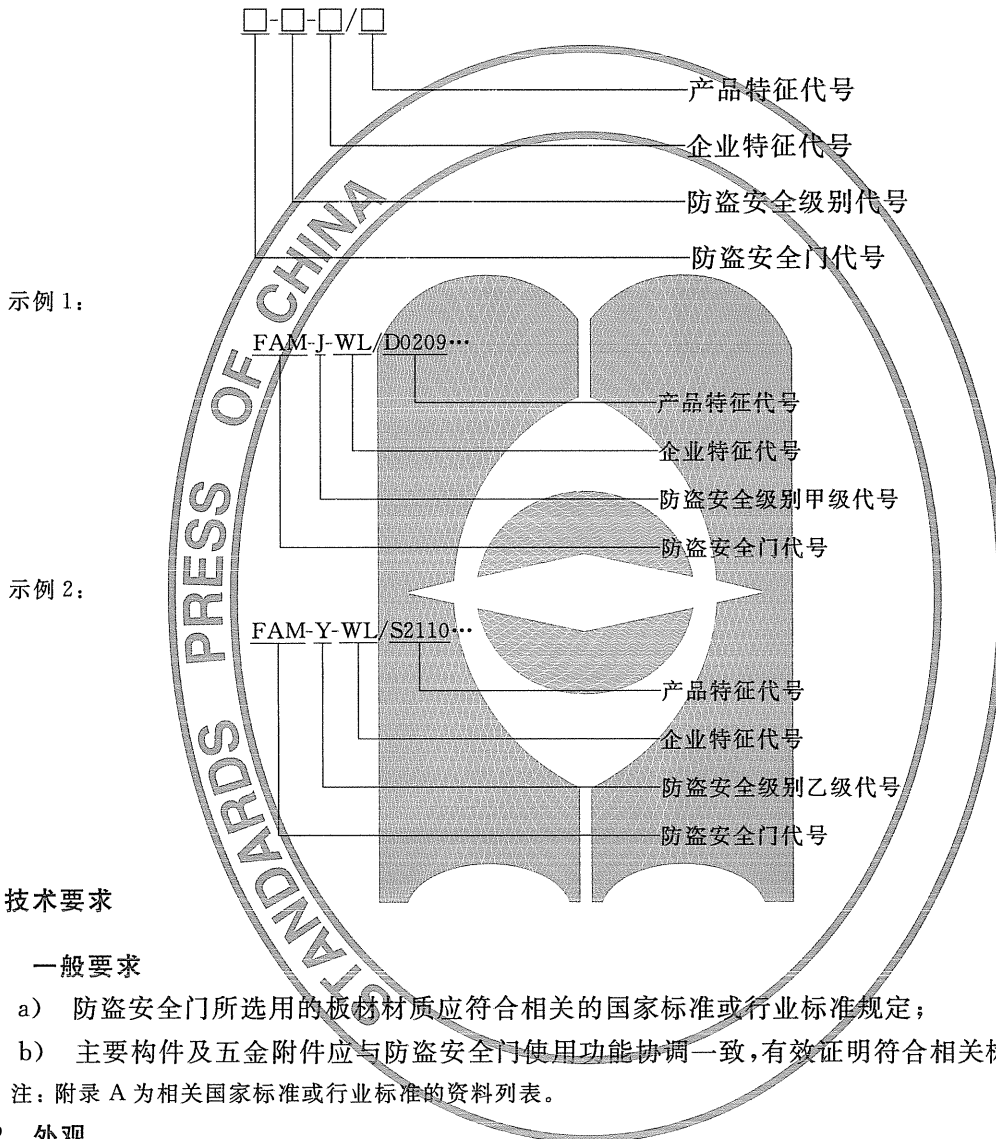 □-□-□/□
产品特征代号
企业特征代号
防盗安全级别代号
防盗安全门代号
示例 1:
FAM-J-WL/D0209…
产品特征代号
企业特征代号
防盗安全级别甲级代号
防盗安全门代号
示例 2:
FAM-Y-WL/S2110…
产品特征代号
企业特征代号
防盗安全级别乙级代号
防盗安全门代号
技术要求
一般要求
a) 防盗安全门所选用的板材材质应符合相关的国家标准或行业标准规定;
b) 主要构件及五金附件应与防盗安全门使用功能协调一致,有效证明符合相关
注:附录 A 为相关国家标准或行业标准的资料列表。
外观
STANDARDS PRESS OF CHINA